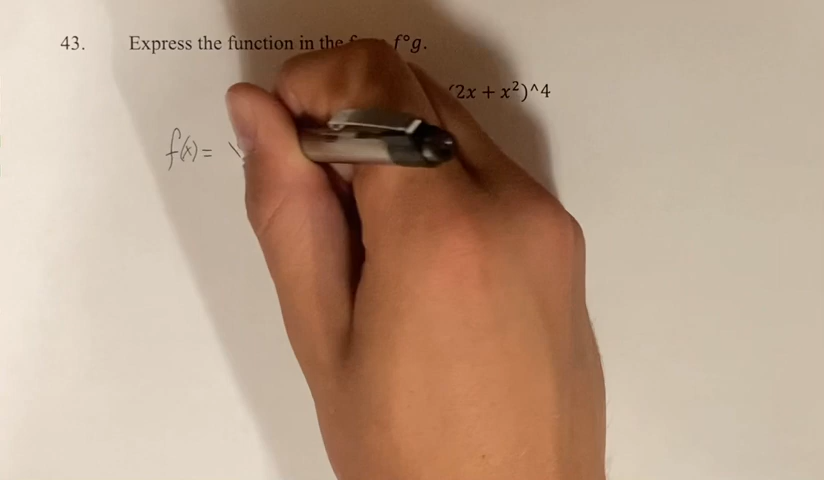 43. Express the function in the f∘g.
(2x + x²)^4
f(x) =